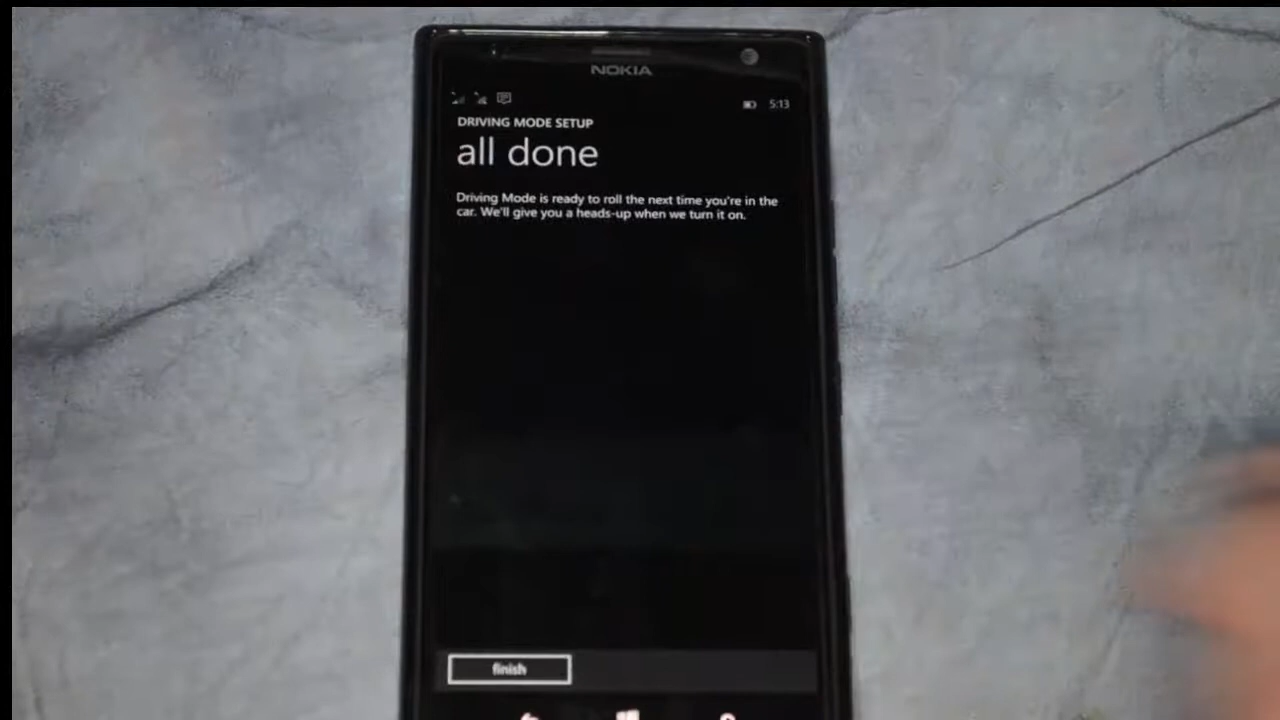 NOKIA
5:13
DRIVING MODE SETUP
all done
Driving Mode is ready to roll the next time you're in the
car. We'll give you a heads-up when we turn it on.
finish